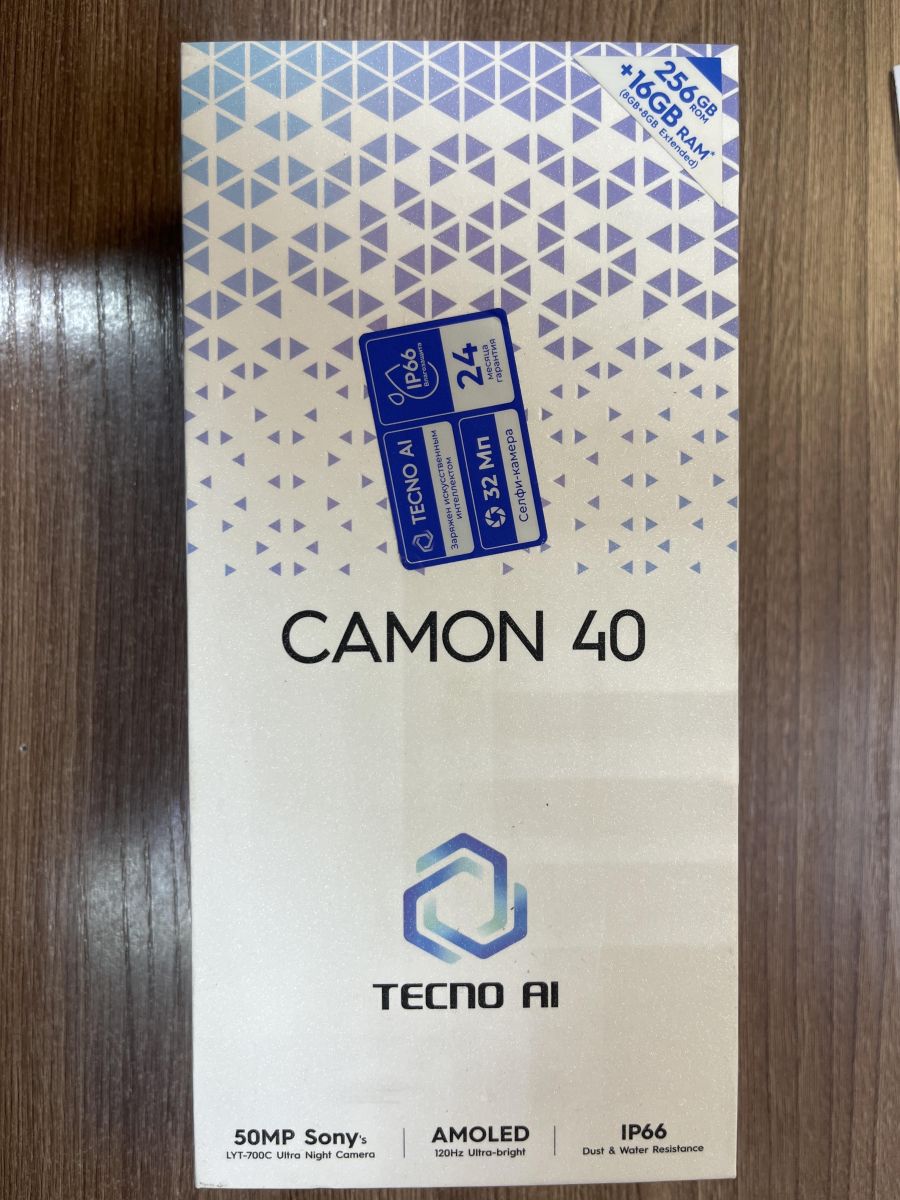 256GB ROM
+16GB RAM*
(8GB+8GB Extended)
IP66
Влагозащита
24
месяца
гарантия
TECNO AI
Заряжен искусственным
интеллектом
32 Мп
Селфи-камера
CAMON 40
TECNO AI
50MP Sony's
LYT-700C Ultra Night Camera
AMOLED
120Hz Ultra-bright
IP66
Dust & Water Resistance